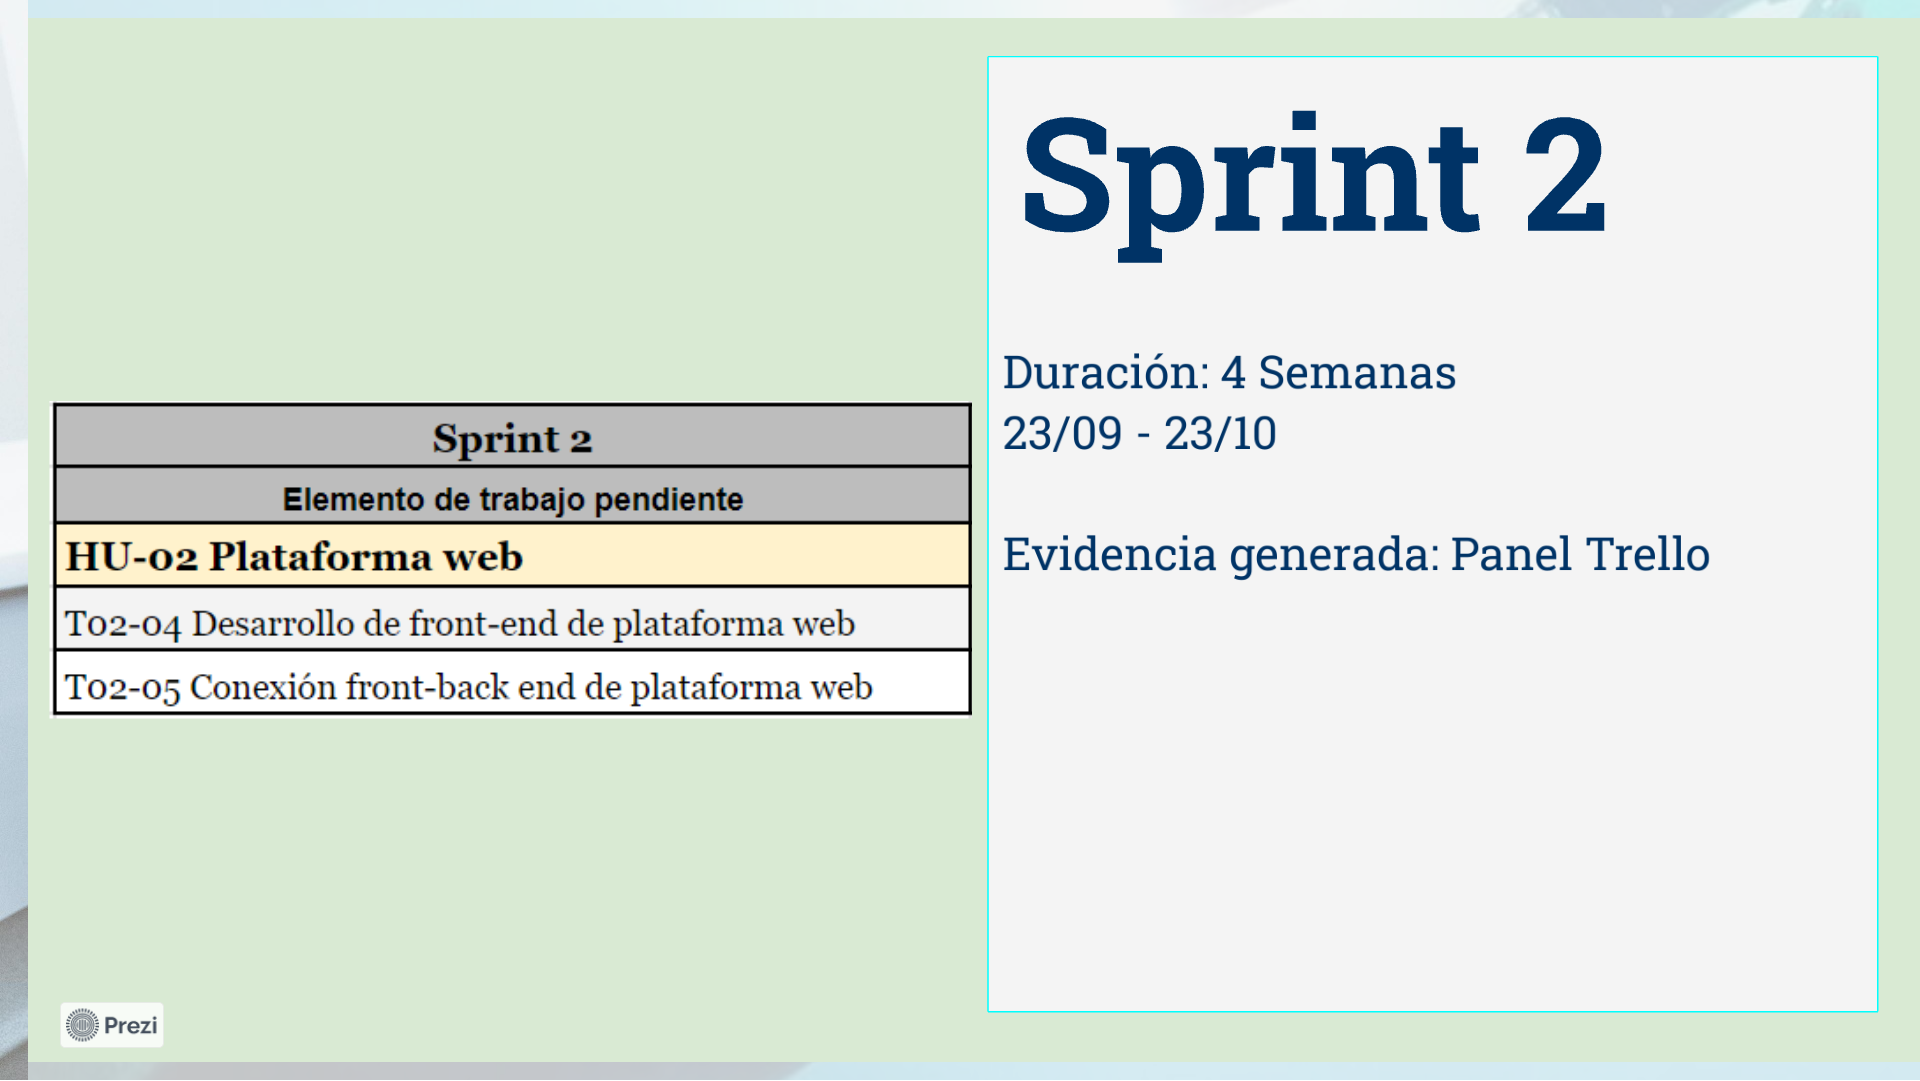 Sprint 2
Elemento de trabajo pendiente
HU-02 Plataforma web
T02-04 Desarrollo de front-end de plataforma web
T02-05 Conexión front-back end de plataforma web
Sprint 2
Duración: 4 Semanas
23/09 - 23/10
Evidencia generada: Panel Trello
Prezi